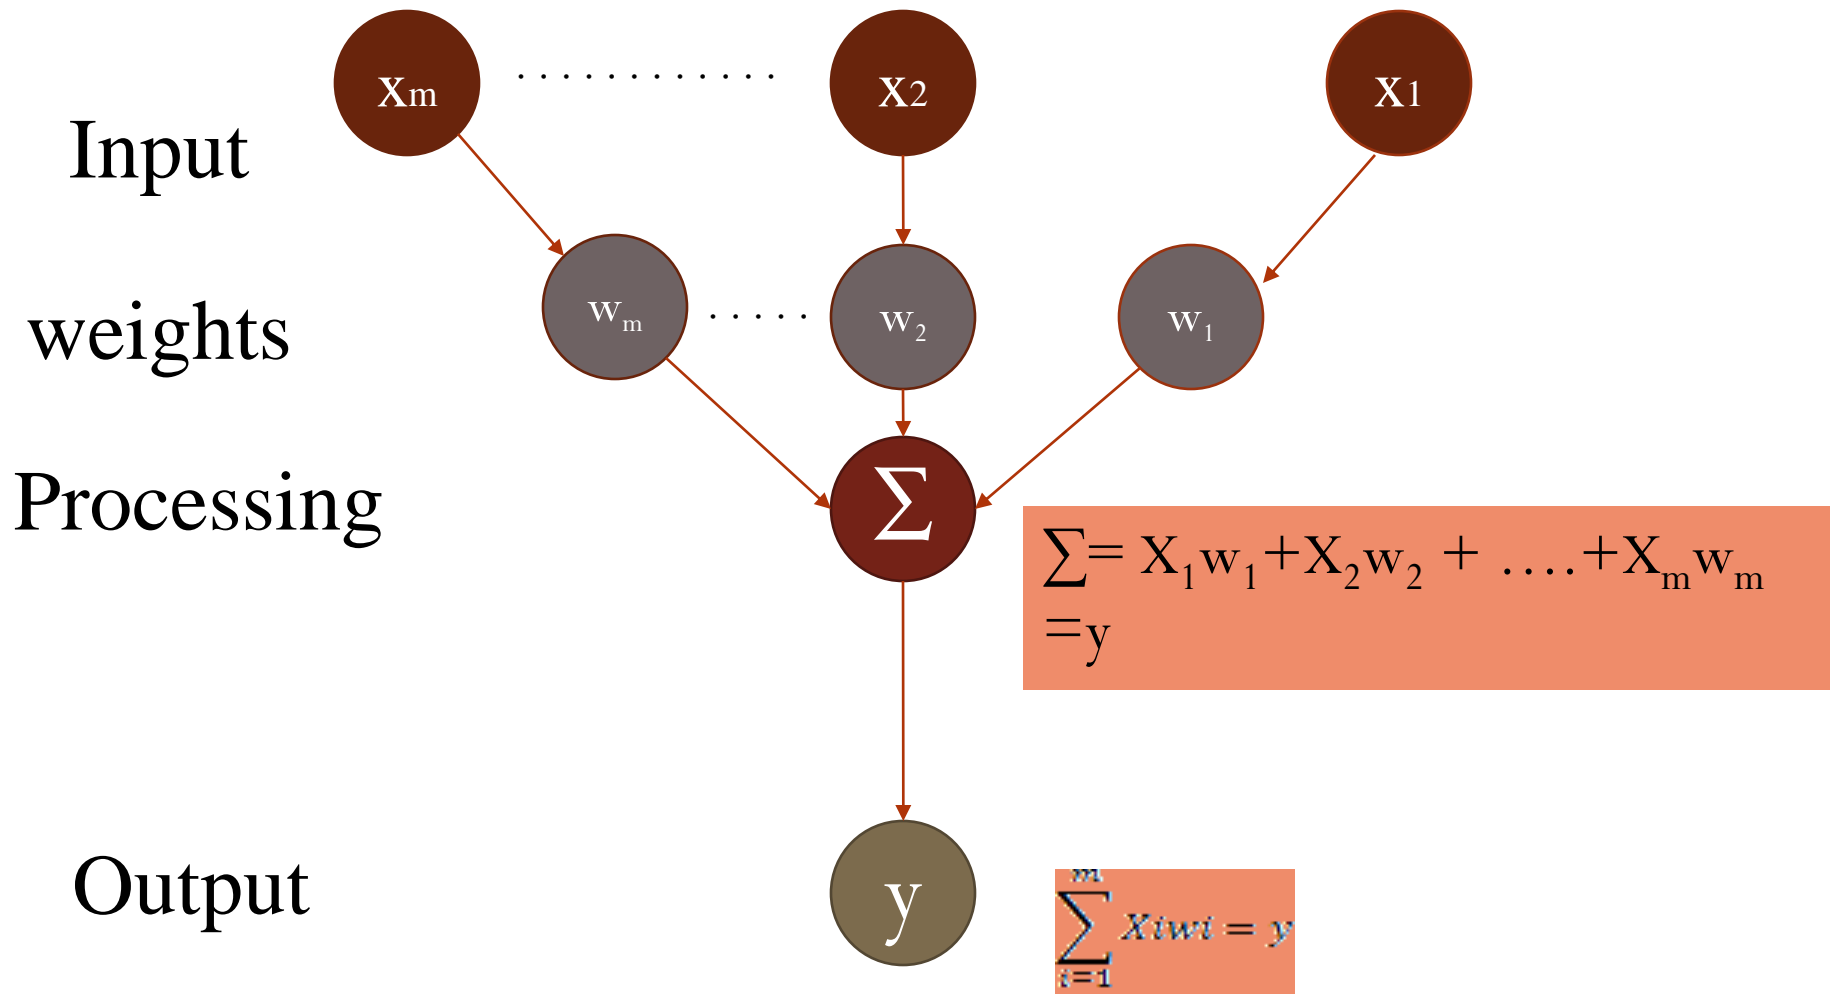 xm ............ x2 x1
Input
wm ..... w2 w1
weights
Processing
∑
∑= X1w1+X2w2 + ....+Xmwm
=y
Output
y
m
∑ Xiwi = y
i=1